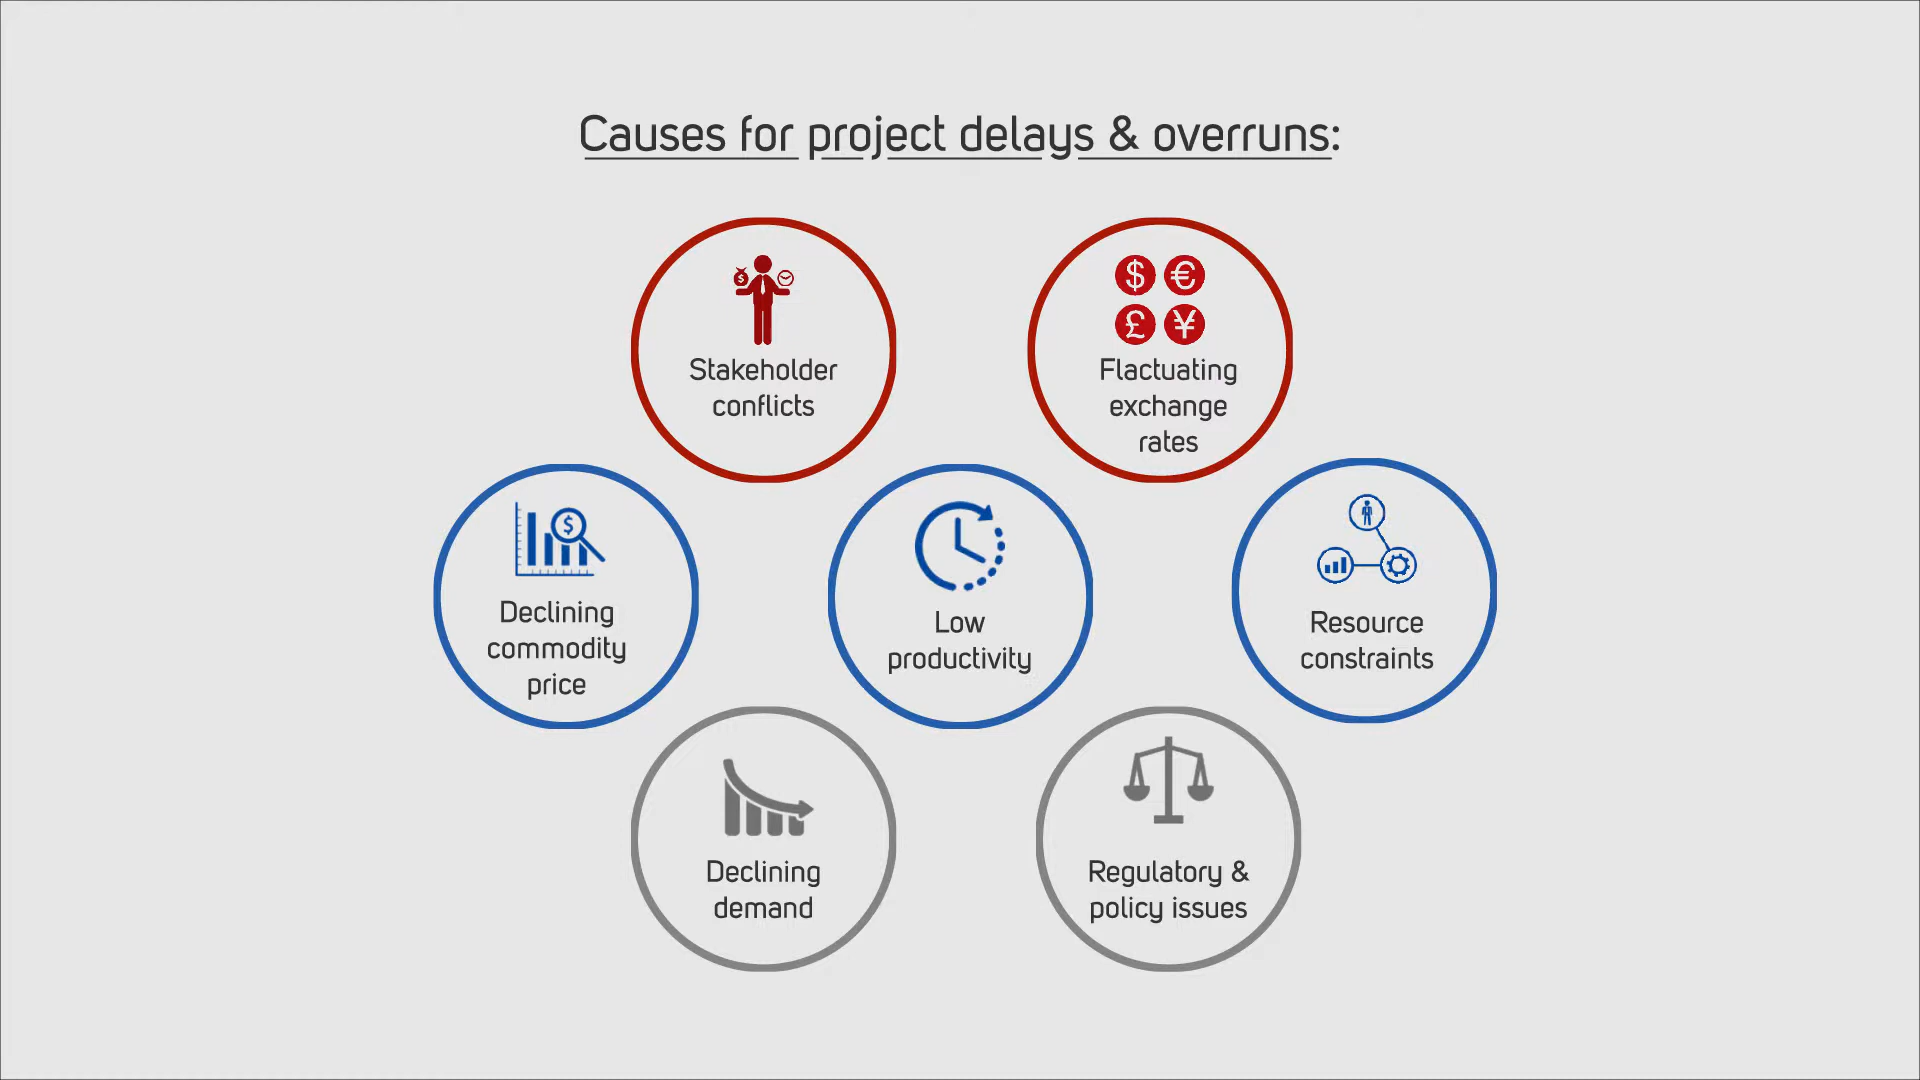 Causes for project delays & overruns:
$ €
£ ¥
$
Stakeholder
conflicts
Flactuating
exchange
rates
$
Declining
commodity
price
Low
productivity
Resource
constraints
Declining
demand
Regulatory &
policy issues